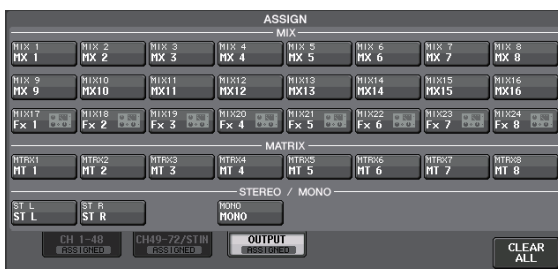 ASSIGN
MIX
MIX 1 MIX 2 MIX 3 MIX 4 MIX 5 MIX 6 MIX 7 MIX 8
MX 1 MX 2 MX 3 MX 4 MX 5 MX 6 MX 7 MX 8
MIX 9 MIX10 MIX11 MIX12 MIX13 MIX14 MIX15 MIX16
MX 9 MX10 MX11 MX12 MX13 MX14 MX15 MX16
MIX17 MIX18 MIX19 MIX20 MIX21 MIX22 MIX23 MIX24
Fx 1 Fx 2 Fx 3 Fx 4 Fx 5 Fx 6 Fx 7 Fx 8
MATRIX
MTRX1 MTRX2 MTRX3 MTRX4 MTRX5 MTRX6 MTRX7 MTRX8
MT 1 MT 2 MT 3 MT 4 MT 5 MT 6 MT 7 MT 8
STEREO / MONO
ST L ST R MONO
ST L ST R MONO
CH 1-48 CH49-72/STIN OUTPUT
ASSIGNED ASSIGNED ASSIGNED
CLEAR
ALL